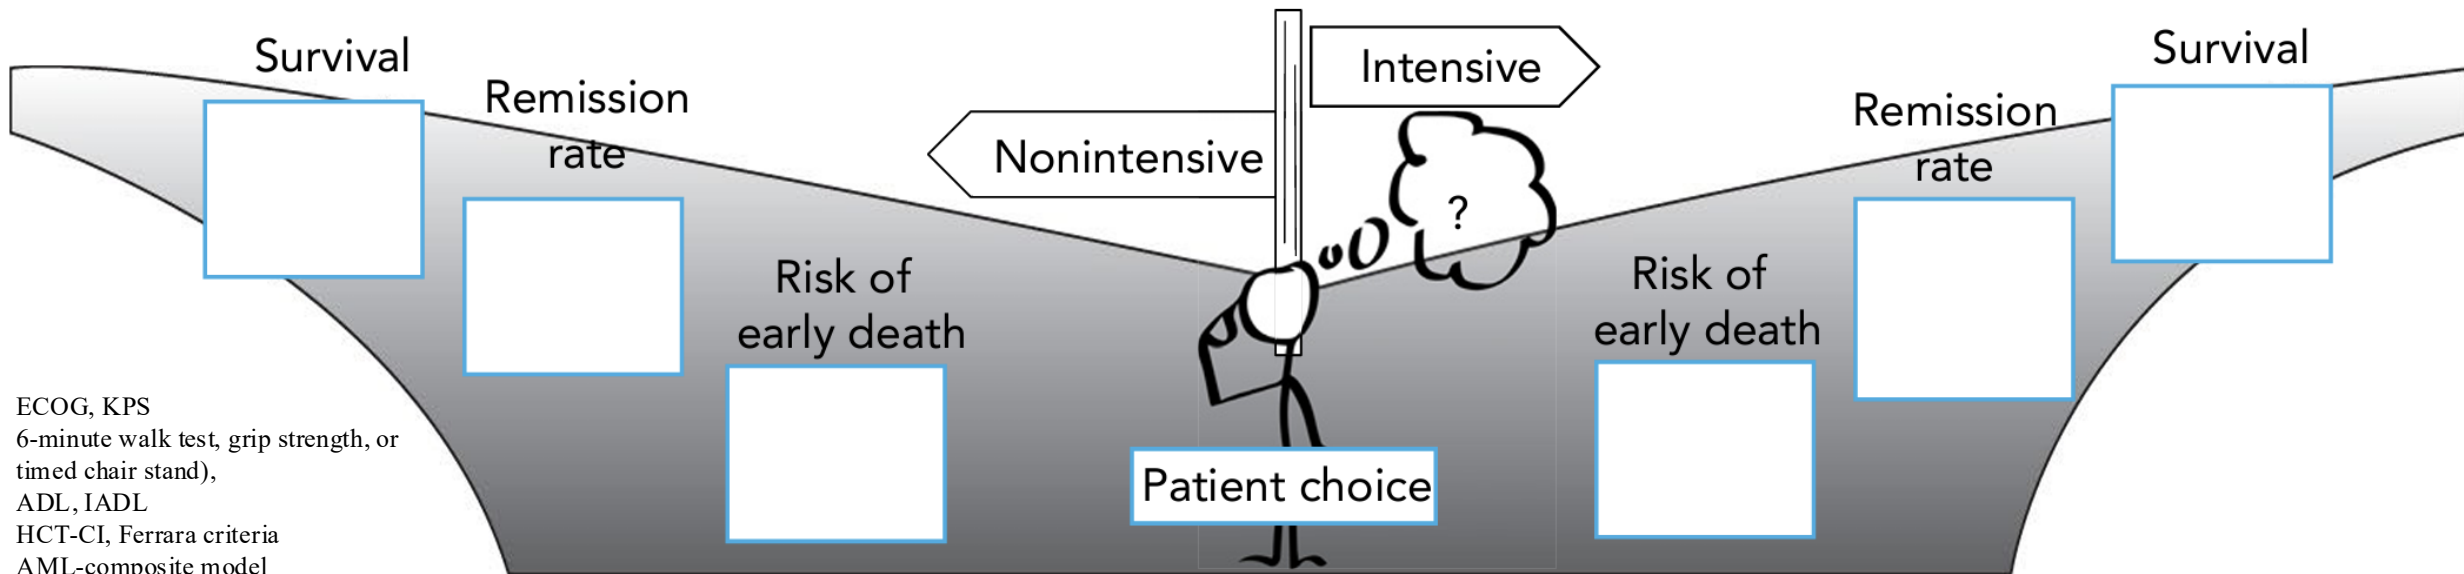 Survival
Remission
rate
Risk of
early death
Nonintensive
Intensive
?
Patient choice
Risk of
early death
Remission
rate
Survival
ECOG, KPS
6-minute walk test, grip strength, or
timed chair stand),
ADL, IADL
HCT-CI, Ferrara criteria
AML-composite model